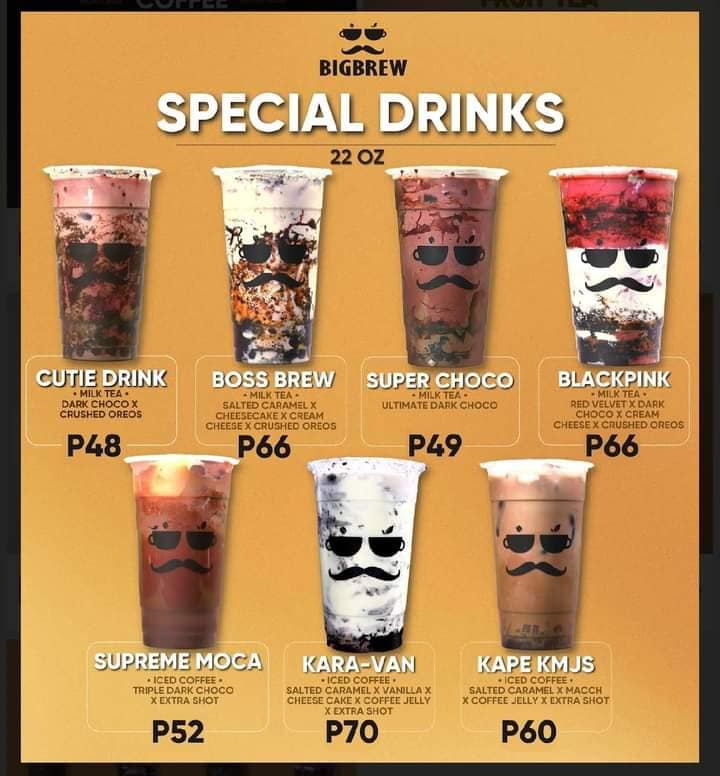 COFFEE
FRUIT TEA
BIGBREW
SPECIAL DRINKS
22 OZ
CUTIE DRINK
• MILK TEA •
DARK CHOCO X
CRUSHED OREOS
P48
BOSS BREW
• MILK TEA •
SALTED CARAMEL X
CHEESECAKE X CREAM
CHEESE X CRUSHED OREOS
P66
SUPER CHOCO
• MILK TEA •
ULTIMATE DARK CHOCO
P49
BLACKPINK
• MILK TEA •
RED VELVET X DARK
CHOCO X CREAM
CHEESE X CRUSHED OREOS
P66
SUPREME MOCA
• ICED COFFEE •
TRIPLE DARK CHOCO
X EXTRA SHOT
P52
KARA-VAN
• ICED COFFEE •
SALTED CARAMEL X VANILLA X
CHEESE CAKE X COFFEE JELLY
X EXTRA SHOT
P70
KAPE KMJS
• ICED COFFEE •
SALTED CARAMEL X MACCH
X COFFEE JELLY X EXTRA SHOT
P60